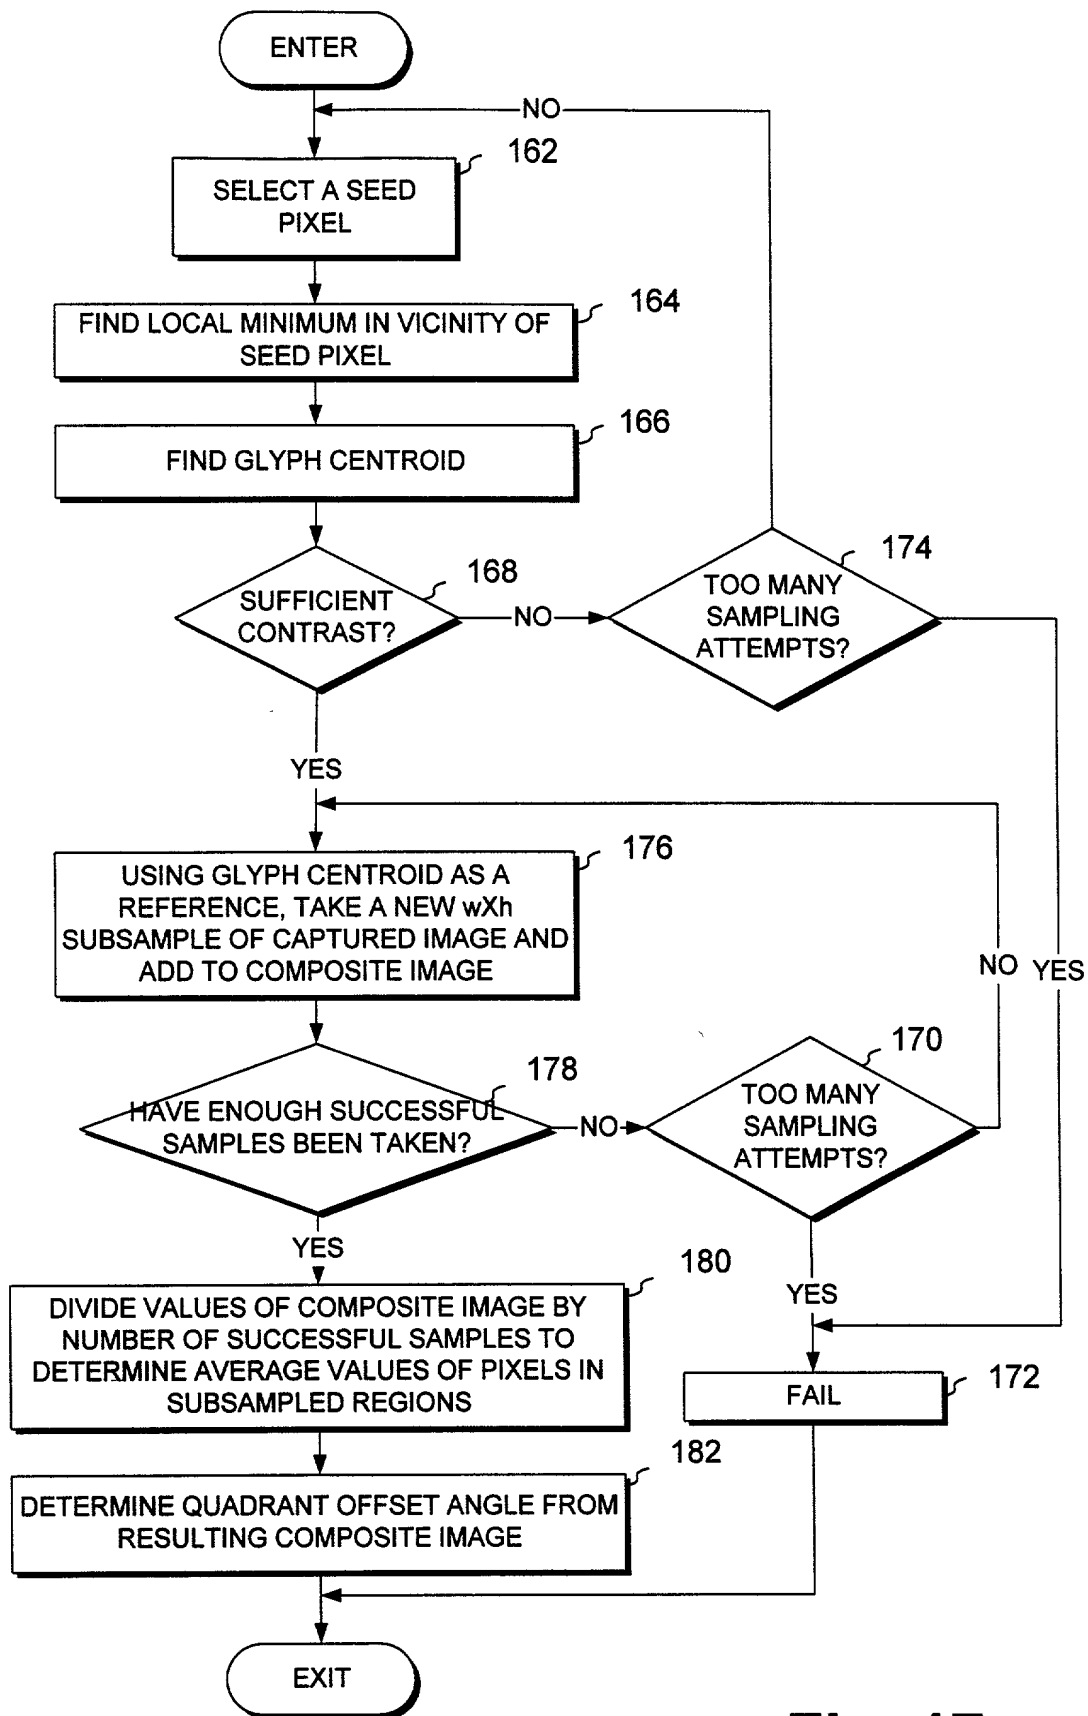 ENTER
NO
162
SELECT A SEED
PIXEL
164
FIND LOCAL MINIMUM IN VICINITY OF
SEED PIXEL
166
FIND GLYPH CENTROID
168
SUFFICIENT
CONTRAST?
NO
174
TOO MANY
SAMPLING
ATTEMPTS?
YES
176
USING GLYPH CENTROID AS A
REFERENCE, TAKE A NEW wXh
SUBSAMPLE OF CAPTURED IMAGE AND
ADD TO COMPOSITE IMAGE
NO
YES
178
HAVE ENOUGH SUCCESSFUL
SAMPLES BEEN TAKEN?
NO
170
TOO MANY
SAMPLING
ATTEMPTS?
YES
YES
180
DIVIDE VALUES OF COMPOSITE IMAGE BY
NUMBER OF SUCCESSFUL SAMPLES TO
DETERMINE AVERAGE VALUES OF PIXELS IN
SUBSAMPLED REGIONS
172
FAIL
182
DETERMINE QUADRANT OFFSET ANGLE FROM
RESULTING COMPOSITE IMAGE
EXIT